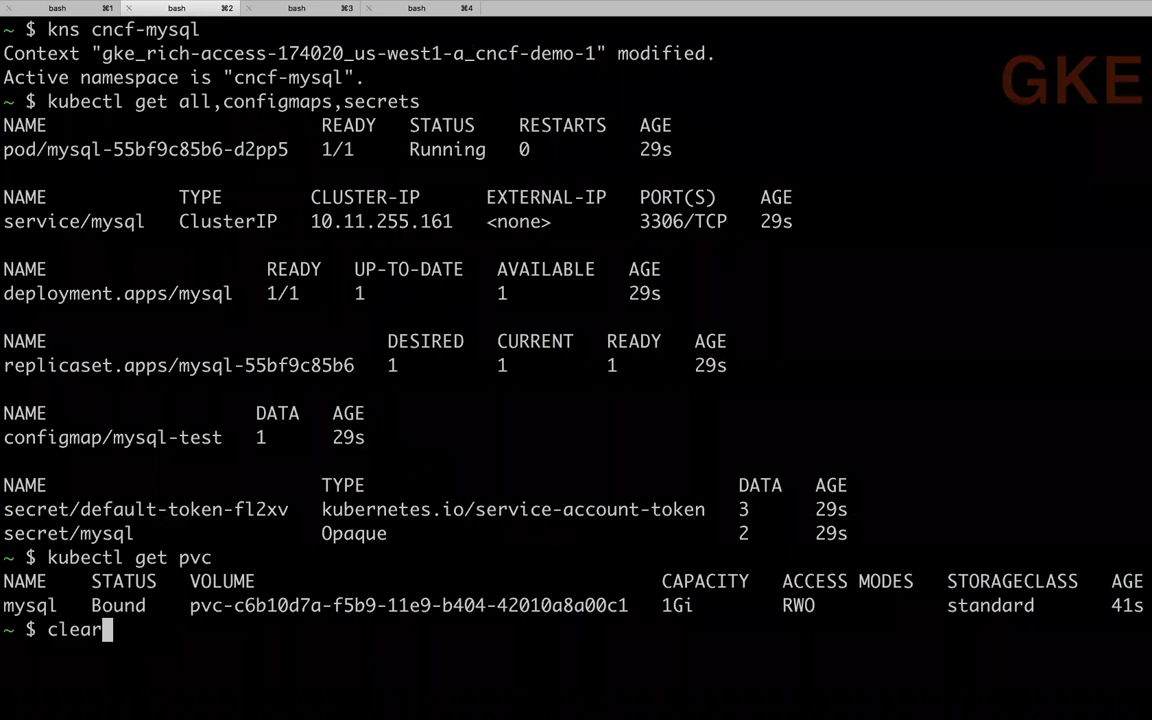 bash ⌘1 bash ⌘2 bash ⌘3 bash ⌘4
~ $ kns cncf-mysql
Context "gke_rich-access-174020_us-west1-a_cncf-demo-1" modified.
Active namespace is "cncf-mysql".
GKE
~ $ kubectl get all,configmaps,secrets
NAME READY STATUS RESTARTS AGE
pod/mysql-55bf9c85b6-d2pp5 1/1 Running 0 29s
NAME TYPE CLUSTER-IP EXTERNAL-IP PORT(S) AGE
service/mysql ClusterIP 10.11.255.161 <none> 3306/TCP 29s
NAME READY UP-TO-DATE AVAILABLE AGE
deployment.apps/mysql 1/1 1 1 29s
NAME DESIRED CURRENT READY AGE
replicaset.apps/mysql-55bf9c85b6 1 1 1 29s
NAME DATA AGE
configmap/mysql-test 1 29s
NAME TYPE DATA AGE
secret/default-token-fl2xv kubernetes.io/service-account-token 3 29s
secret/mysql Opaque 2 29s
~ $ kubectl get pvc
NAME STATUS VOLUME CAPACITY ACCESS MODES STORAGECLASS AGE
mysql Bound pvc-c6b10d7a-f5b9-11e9-b404-42010a8a00c1 1Gi RWO standard 41s
~ $ clear